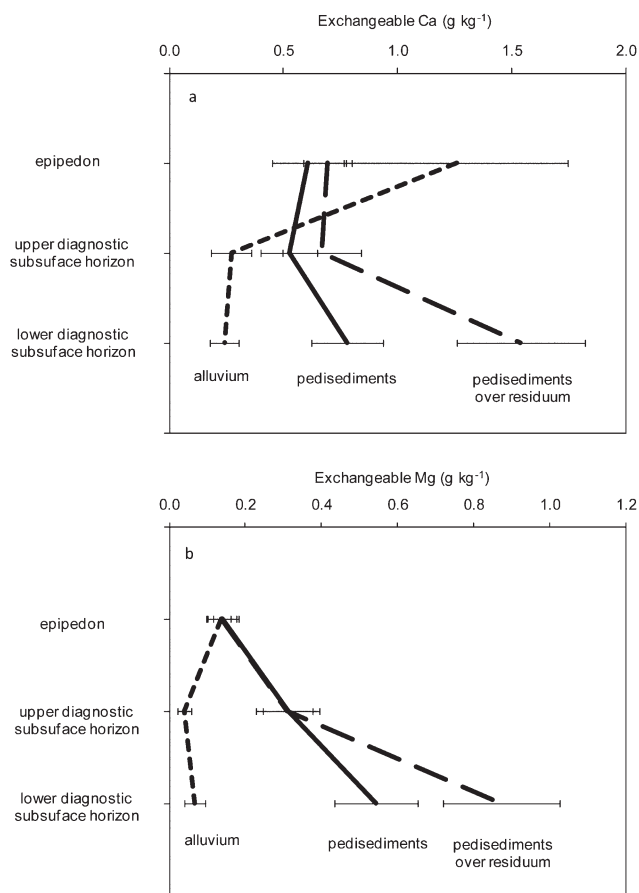 Exchangeable Ca (g kg⁻¹)
0.0 0.5 1.0 1.5 2.0
a
epipedon
upper diagnostic
subsuface horizon
lower diagnostic
subsuface horizon
alluvium
pedisediments
pedisediments
over residuum
Exchangeable Mg (g kg⁻¹)
0.0 0.2 0.4 0.6 0.8 1.0 1.2
b
epipedon
upper diagnostic
subsuface horizon
lower diagnostic
subsuface horizon
alluvium
pedisediments
pedisediments
over residuum